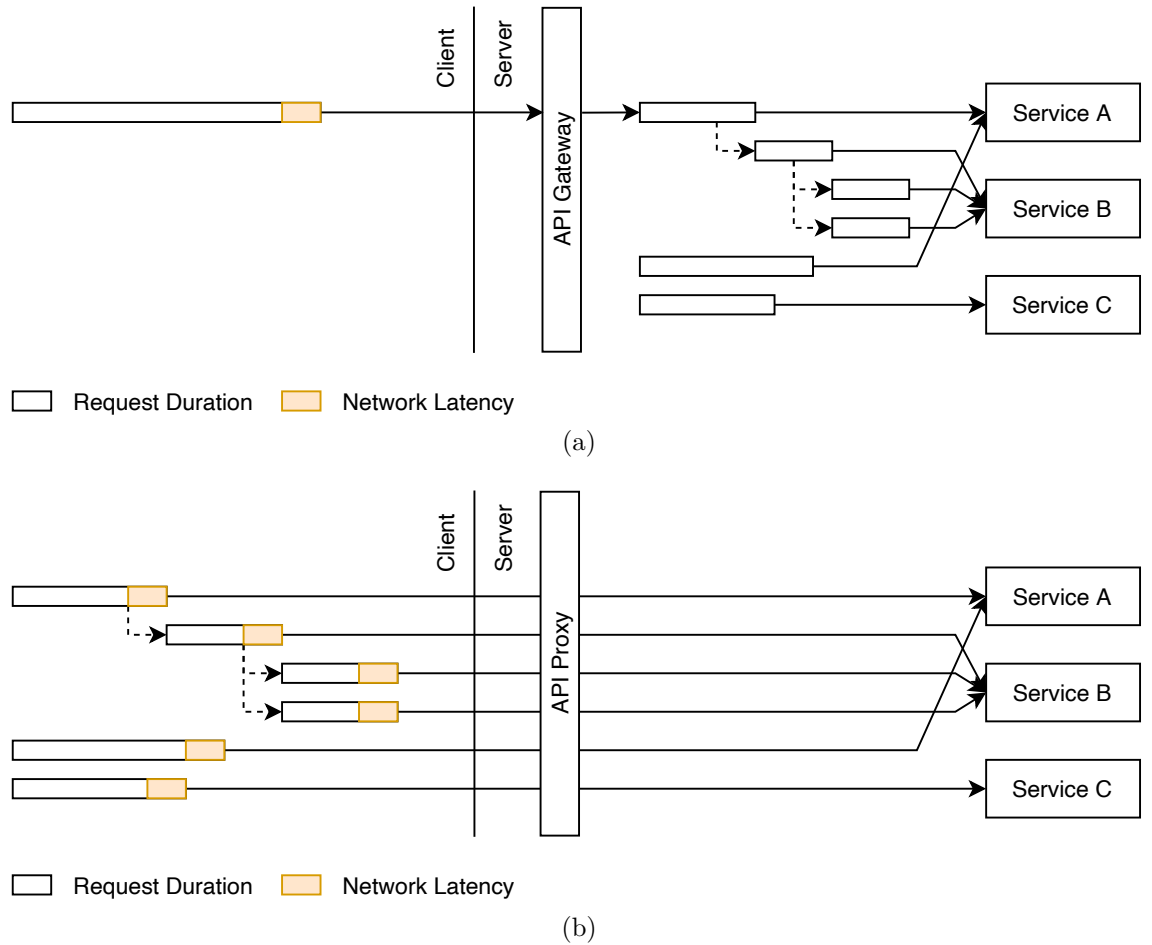 Client
Server
API Gateway
Service A
Service B
Service C
Request Duration
Network Latency
(a)
Client
Server
API Proxy
Service A
Service B
Service C
Request Duration
Network Latency
(b)